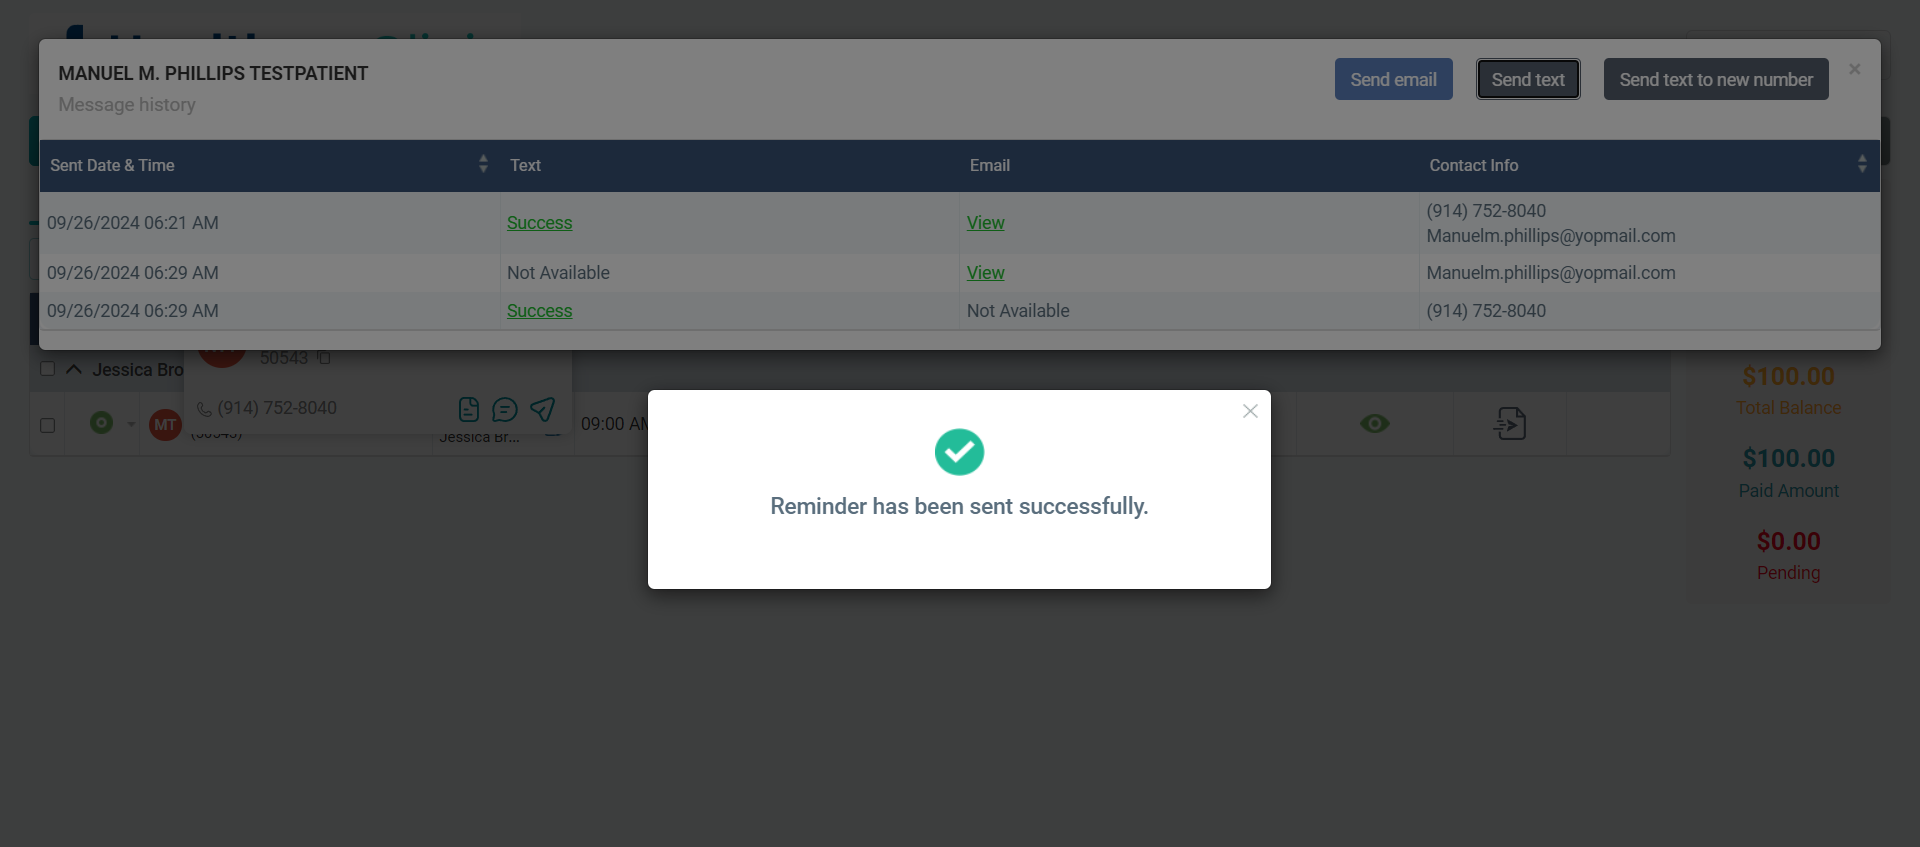 MANUEL M. PHILLIPS TESTPATIENT
Message history
Send email
Send text
Send text to new number
Sent Date & Time Text Email Contact Info
09/26/2024 06:21 AM Success View (914) 752-8040
Manuelm.phillips@yopmail.com
09/26/2024 06:29 AM Not Available View Manuelm.phillips@yopmail.com
09/26/2024 06:29 AM Success Not Available (914) 752-8040
50543
Jessica Bro
(914) 752-8040
MT
(50543)
Jessica Br...
09:00 AM
Reminder has been sent successfully.
$100.00
Total Balance
$100.00
Paid Amount
$0.00
Pending